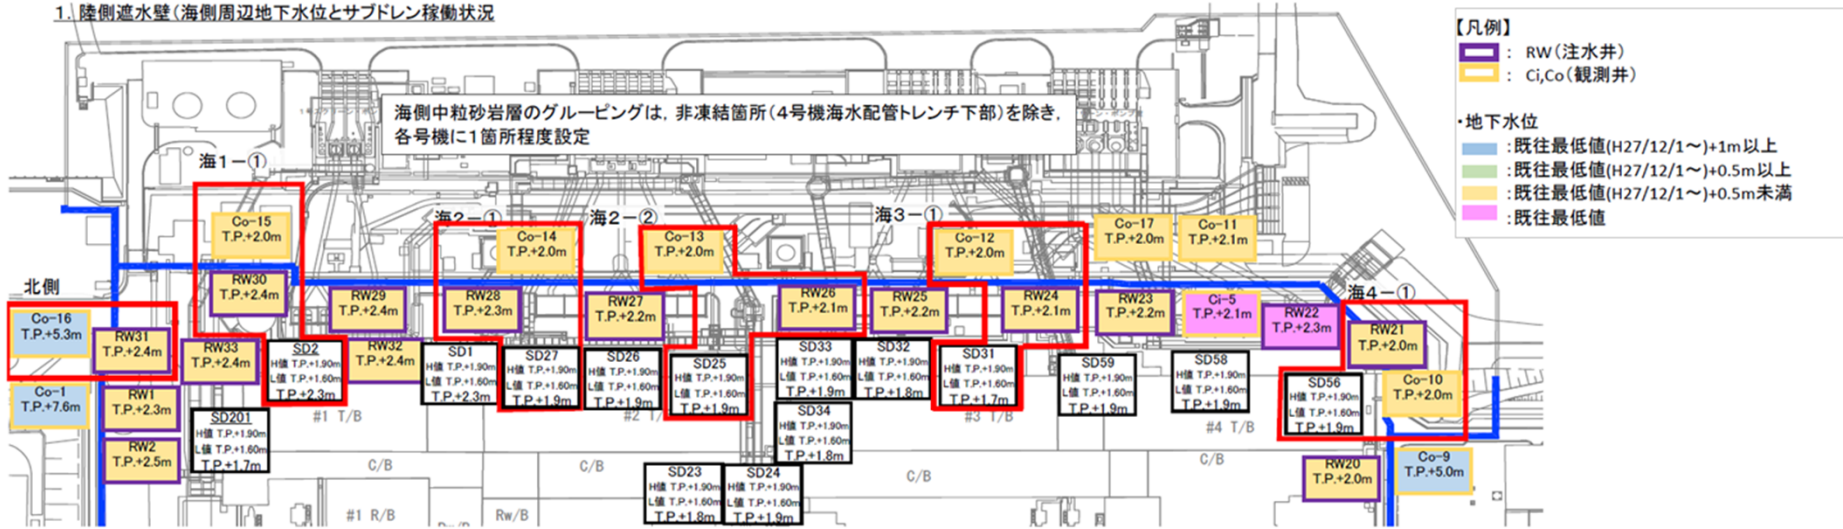 1. 陸側遮水壁(海側周辺地下水位とサブドレン稼働状況
【凡例】
: RW(注水井)
: Ci,Co(観測井)
・地下水位
:既往最低値(H27/12/1～)+1m以上
:既往最低値(H27/12/1～)+0.5m以上
:既往最低値(H27/12/1～)+0.5m未満
:既往最低値
海側中粒砂岩層のグルーピングは, 非凍結箇所(4号機海水配管トレンチ下部)を除き,
各号機に1箇所程度設定
海1-①
海2-①
海2-②
海3-①
海4-①
北側
Co-15
T.P.+2.0m
Co-14
T.P.+2.0m
Co-13
T.P.+2.0m
Co-12
T.P.+2.0m
Co-17
T.P.+2.0m
Co-11
T.P.+2.1m
Co-16
T.P.+5.3m
RW31
T.P.+2.4m
RW30
T.P.+2.4m
RW29
T.P.+2.4m
RW28
T.P.+2.3m
RW27
T.P.+2.2m
RW26
T.P.+2.1m
RW25
T.P.+2.2m
RW24
T.P.+2.1m
RW23
T.P.+2.2m
Ci-5
T.P.+2.1m
RW22
T.P.+2.3m
RW21
T.P.+2.0m
RW33
T.P.+2.4m
SD2
H値 T.P.+1.90m
L値 T.P.+1.60m
T.P.+2.3m
RW32
T.P.+2.4m
SD1
H値 T.P.+1.90m
L値 T.P.+1.60m
T.P.+2.3m
SD27
H値 T.P.+1.90m
L値 T.P.+1.60m
T.P.+1.9m
SD26
H値 T.P.+1.90m
L値 T.P.+1.60m
T.P.+1.9m
SD25
H値 T.P.+1.90m
L値 T.P.+1.60m
T.P.+1.9m
SD33
H値 T.P.+1.90m
L値 T.P.+1.60m
T.P.+1.9m
SD32
H値 T.P.+1.90m
L値 T.P.+1.60m
T.P.+1.8m
SD31
H値 T.P.+1.90m
L値 T.P.+1.60m
T.P.+1.7m
SD59
H値 T.P.+1.90m
L値 T.P.+1.60m
T.P.+1.9m
SD58
H値 T.P.+1.90m
L値 T.P.+1.60m
T.P.+1.9m
SD56
H値 T.P.+1.90m
L値 T.P.+1.60m
T.P.+1.9m
Co-10
T.P.+2.0m
Co-1
T.P.+7.6m
RW1
T.P.+2.3m
RW2
T.P.+2.5m
SD201
H値 T.P.+1.90m
L値 T.P.+1.60m
T.P.+1.7m
SD34
H値 T.P.+1.90m
L値 T.P.+1.60m
T.P.+1.8m
SD23
H値 T.P.+1.90m
L値 T.P.+1.60m
T.P.+1.8m
SD24
H値 T.P.+1.90m
L値 T.P.+1.60m
T.P.+1.9m
RW20
T.P.+2.0m
Co-9
T.P.+5.0m
#1 T/B
#2 T/
#3 T/B
#4 T/B
C/B
C/B
C/B
C/B
#1 R/B
Rw/B